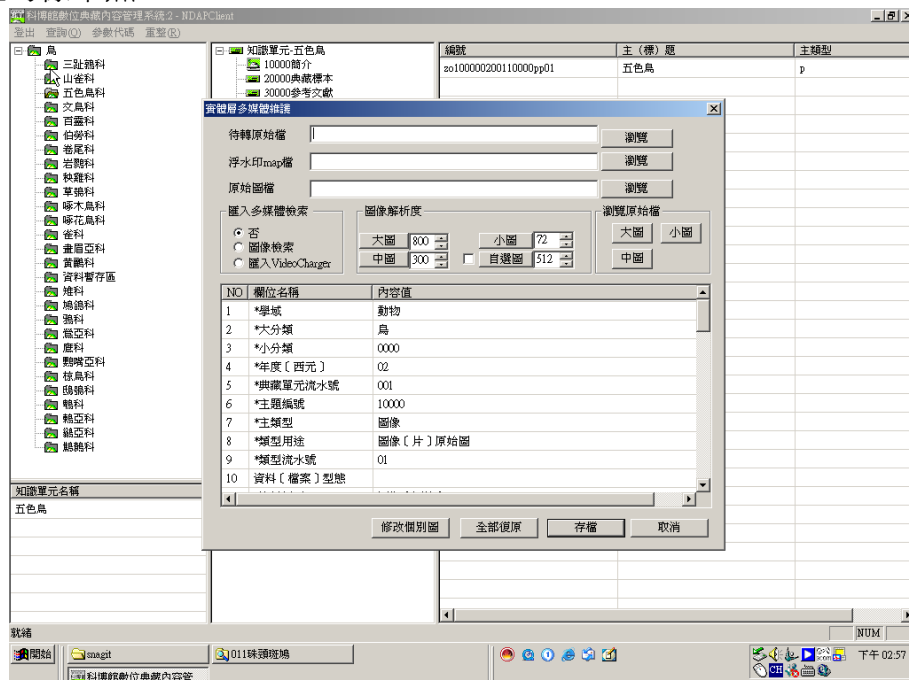 科博館數位典藏內容管理系統 2 - NDAPClient
登出 查詢(Q) 參數代碼 重整(R)
鳥
三趾鶉科
山雀科
五色鳥科
文鳥科
百靈科
伯勞科
卷尾科
岩鷚科
秧雞科
草鴞科
啄木鳥科
啄花鳥科
雀科
畫眉亞科
黃鸝科
資料暫存區
雉科
鳩鴿科
鴉科
鶯亞科
鷹科
鸚嘴亞科
椋鳥科
鴟鴞科
鴨科
鶇亞科
鶲亞科
鷦鷯科
知識單元名稱
五色鳥
知識單元-五色鳥
10000簡介
20000典藏標本
30000參考文獻
編號 主（標）題 主類型
zo100000200110000pp01 五色鳥 p
實體層多媒體維護
待轉原始檔 瀏覽
浮水印map檔 瀏覽
原始圖檔 瀏覽
匯入多媒體檢索 圖像解析度 瀏覽原始檔
否
圖像檢索
匯入VideoCharger
大圖 800 小圖 72
中圖 300 自選圖 512
大圖 小圖
中圖
NO 欄位名稱 內容值
1 *學域 動物
2 *大分類 鳥
3 *小分類 0000
4 *年度〔西元〕 02
5 *典藏單元流水號 001
6 *主題編號 10000
7 *主類型 圖像
8 *類型用途 圖像〔片〕原始圖
9 *類型流水號 01
10 資料〔檔案〕型態
修改個別圖 全部復原 存檔 取消
就緒 NUM
開始 snagit 011珠頸斑鳩 CH 下午 02:57
科博館數位典藏內容管